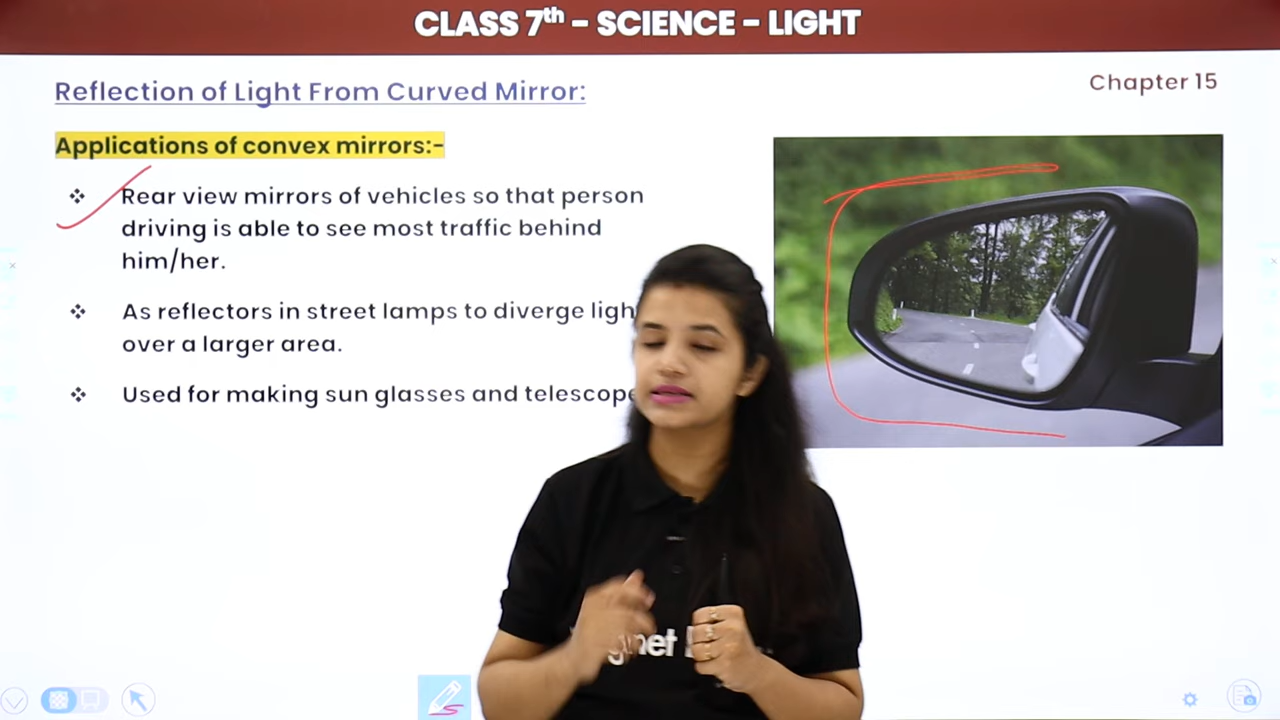 CLASS 7th - SCIENCE - LIGHT
Reflection of Light From Curved Mirror:
Chapter 15
Applications of convex mirrors:-
❖ Rear view mirrors of vehicles so that person
driving is able to see most traffic behind
him/her.
❖ As reflectors in street lamps to diverge
over a larger area.
❖ Used for making sun glasses and